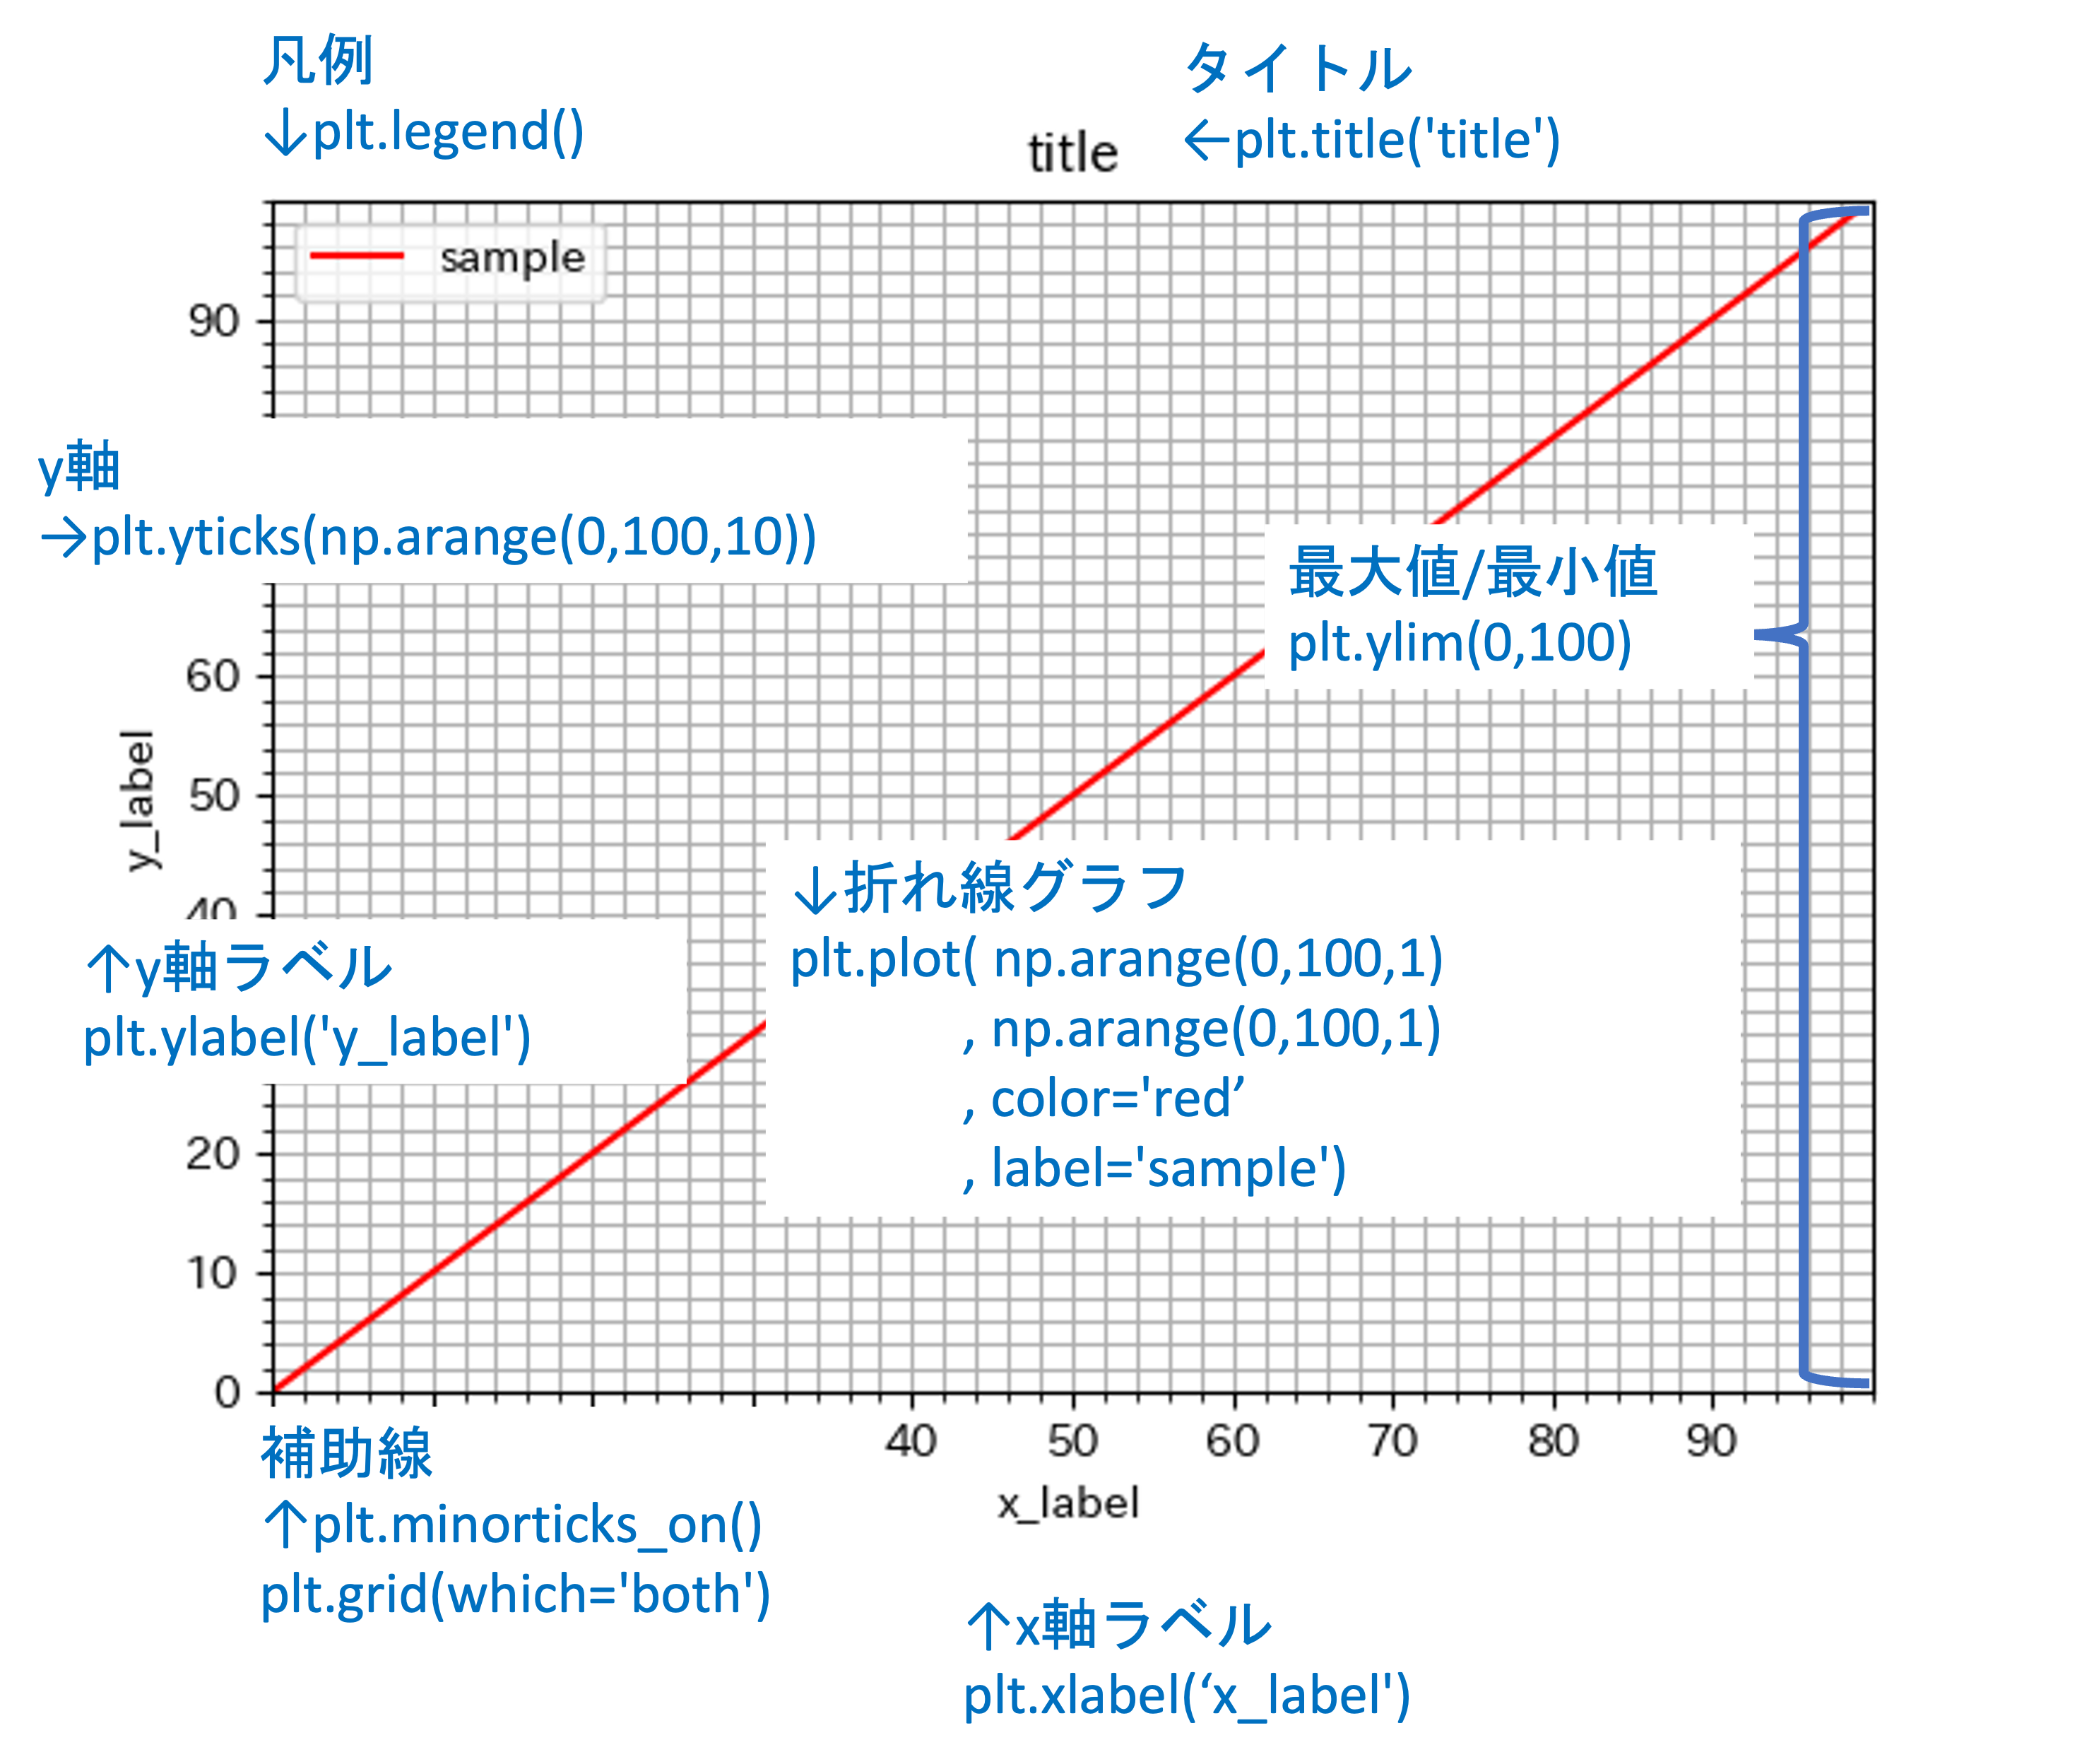 凡例
↓plt.legend()
タイトル
←plt.title('title')
title
sample
90
y軸
→plt.yticks(np.arange(0,100,10))
最大値/最小値
plt.ylim(0,100)
60
50
40
y_label
↑y軸ラベル
plt.ylabel('y_label')
↓折れ線グラフ
plt.plot( np.arange(0,100,1)
, np.arange(0,100,1)
, color='red’
, label='sample')
20
10
0
40 50 60 70 80 90
x_label
補助線
↑plt.minorticks_on()
plt.grid(which='both')
↑x軸ラベル
plt.xlabel(‘x_label')